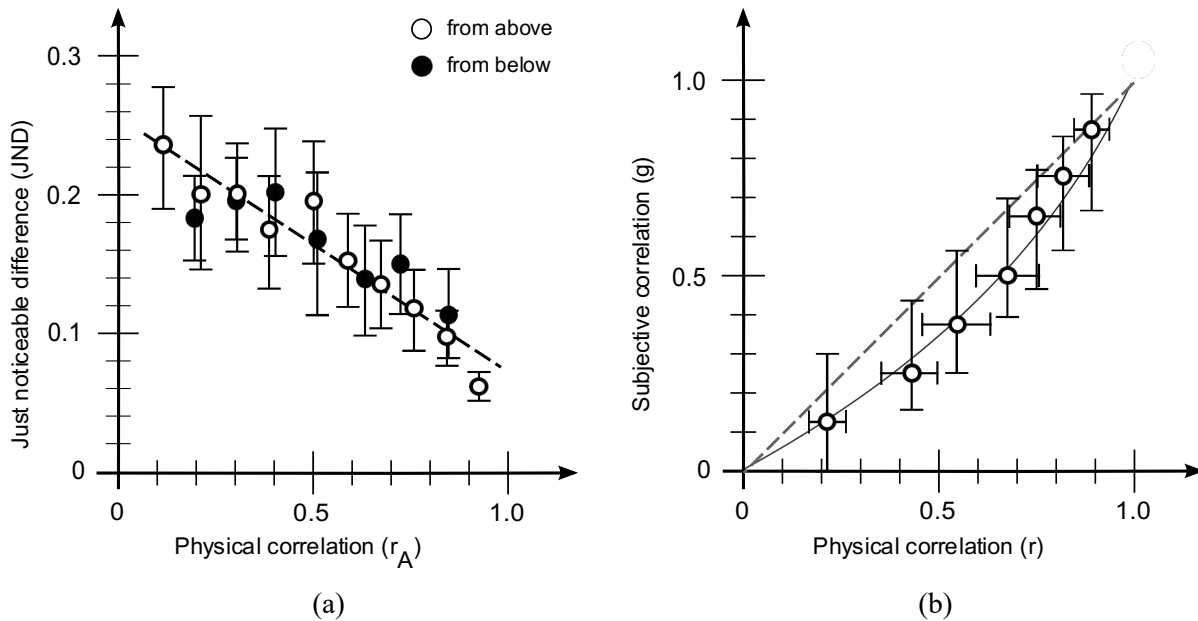 from above
from below
0.3
0.2
0.1
0
0
0.5
1.0
Just noticeable difference (JND)
Physical correlation (rA)
(a)
1.0
0.5
0
0
0.5
1.0
Subjective correlation (g)
Physical correlation (r)
(b)